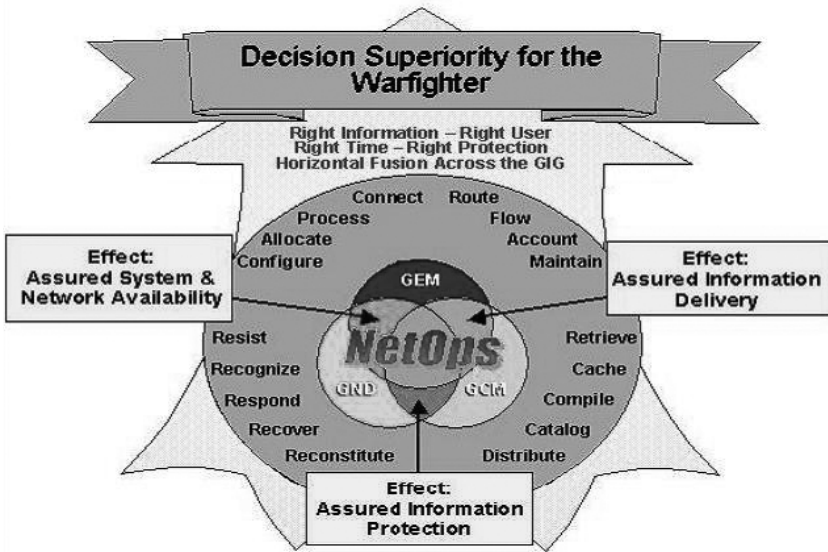 Decision Superiority for the
Warfighter
Right Information – Right User
Right Time – Right Protection
Horizontal Fusion Across the GIG
Connect
Route
Process
Flow
Allocate
Account
Configure
Maintain
Effect:
Assured System &
Network Availability
Effect:
Assured Information
Delivery
GEM
NetOps
GND
GCM
Resist
Recognize
Respond
Recover
Reconstitute
Retrieve
Cache
Compile
Catalog
Distribute
Effect:
Assured Information
Protection